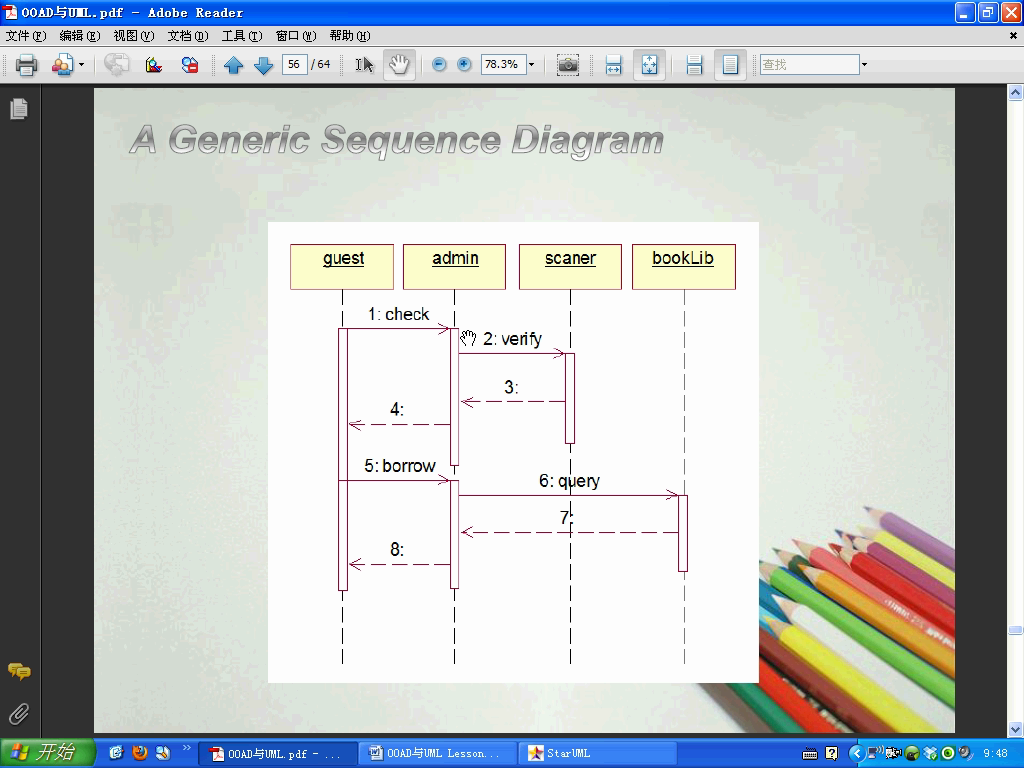 OOAD与UML.pdf - Adobe Reader
文件(F) 编辑(E) 视图(V) 文档(D) 工具(T) 窗口(W) 帮助(H)
56 / 64 78.3% 查找
A Generic Sequence Diagram
guest admin scaner bookLib
1: check
2: verify
3:
4:
5: borrow
6: query
7:
8:
开始 OOAD与UML.pdf - ... OOAD与UML Lesson... StarUML 9:48